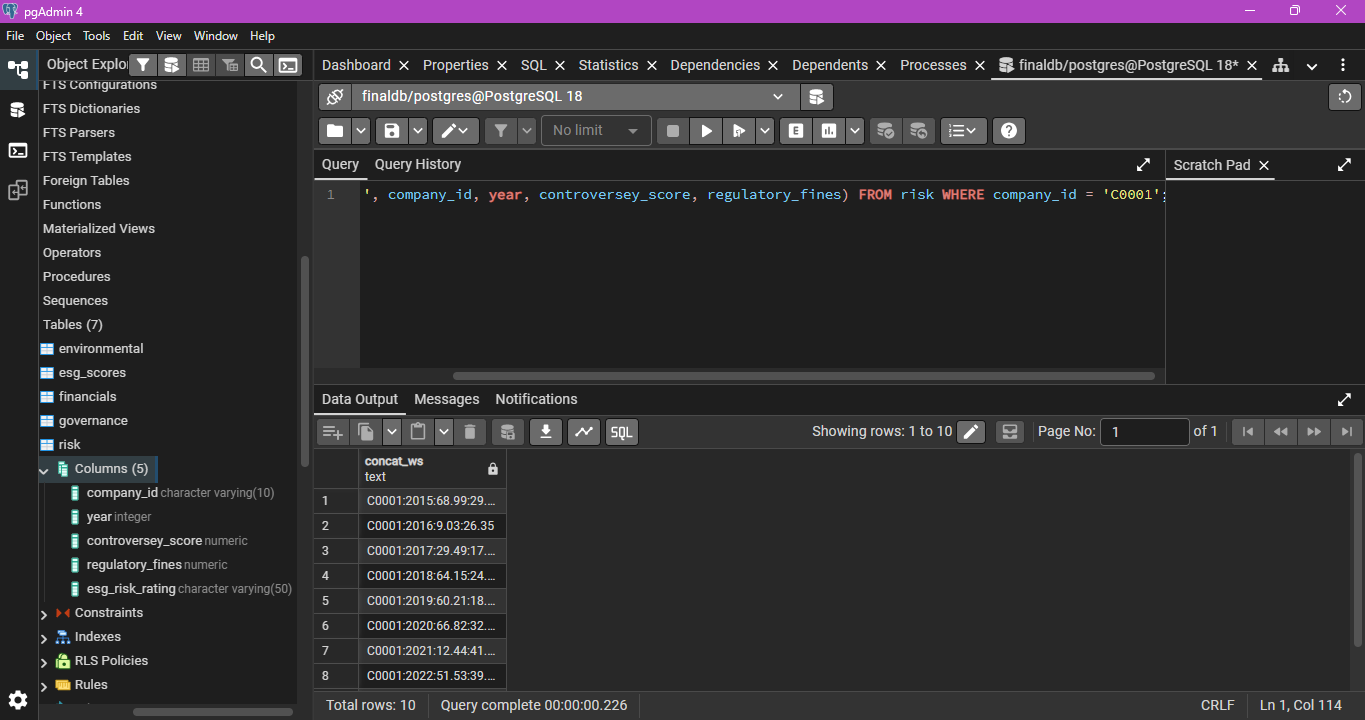 pgAdmin 4
File Object Tools Edit View Window Help
Object Explo
FTS Configurations
FTS Dictionaries
FTS Parsers
FTS Templates
Foreign Tables
Functions
Materialized Views
Operators
Procedures
Sequences
Tables (7)
environmental
esg_scores
financials
governance
risk
Columns (5)
company_id character varying(10)
year integer
controversey_score numeric
regulatory_fines numeric
esg_risk_rating character varying(50)
Constraints
Indexes
RLS Policies
Rules
Dashboard Properties SQL Statistics Dependencies Dependents Processes finaldb/postgres@PostgreSQL 18*
finaldb/postgres@PostgreSQL 18
No limit E
Query Query History
Scratch Pad
1 ', company_id, year, controversey_score, regulatory_fines) FROM risk WHERE company_id = 'C0001';
Data Output Messages Notifications
SQL Showing rows: 1 to 10 Page No: 1 of 1
concat_ws
text
1 C0001:2015:68.99:29....
2 C0001:2016:9.03:26.35
3 C0001:2017:29.49:17....
4 C0001:2018:64.15:24....
5 C0001:2019:60.21:18....
6 C0001:2020:66.82:32....
7 C0001:2021:12.44:41....
8 C0001:2022:51.53:39....
Total rows: 10 Query complete 00:00:00.226 CRLF Ln 1, Col 114